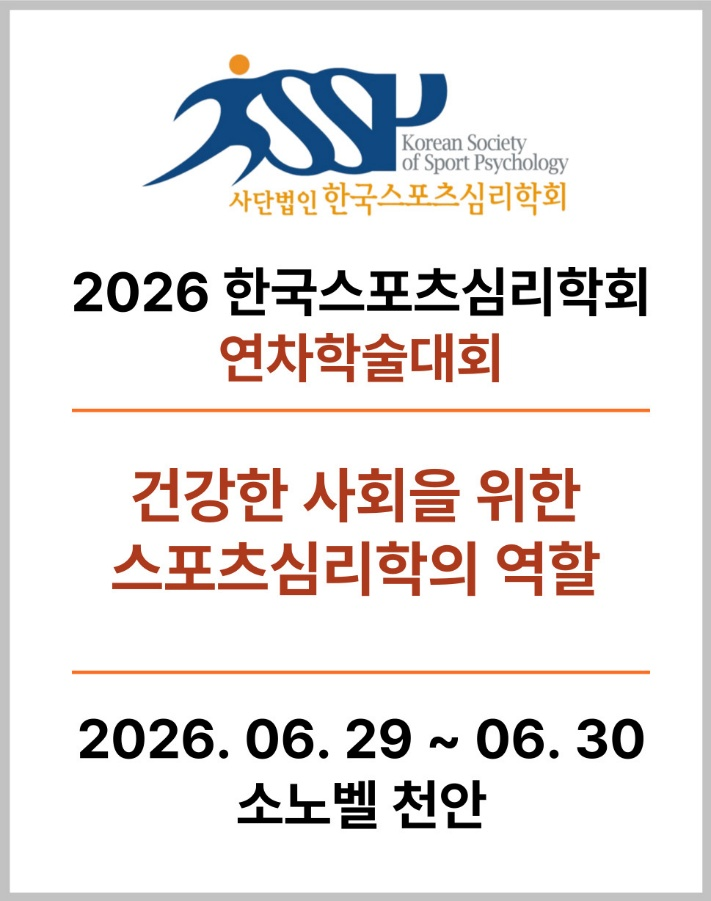 KSSP
Korean Society
of Sport Psychology
사단법인 한국스포츠심리학회
2026 한국스포츠심리학회
연차학술대회
건강한 사회을 위한
스포츠심리학의 역할
2026. 06. 29 ~ 06. 30
소노벨 천안